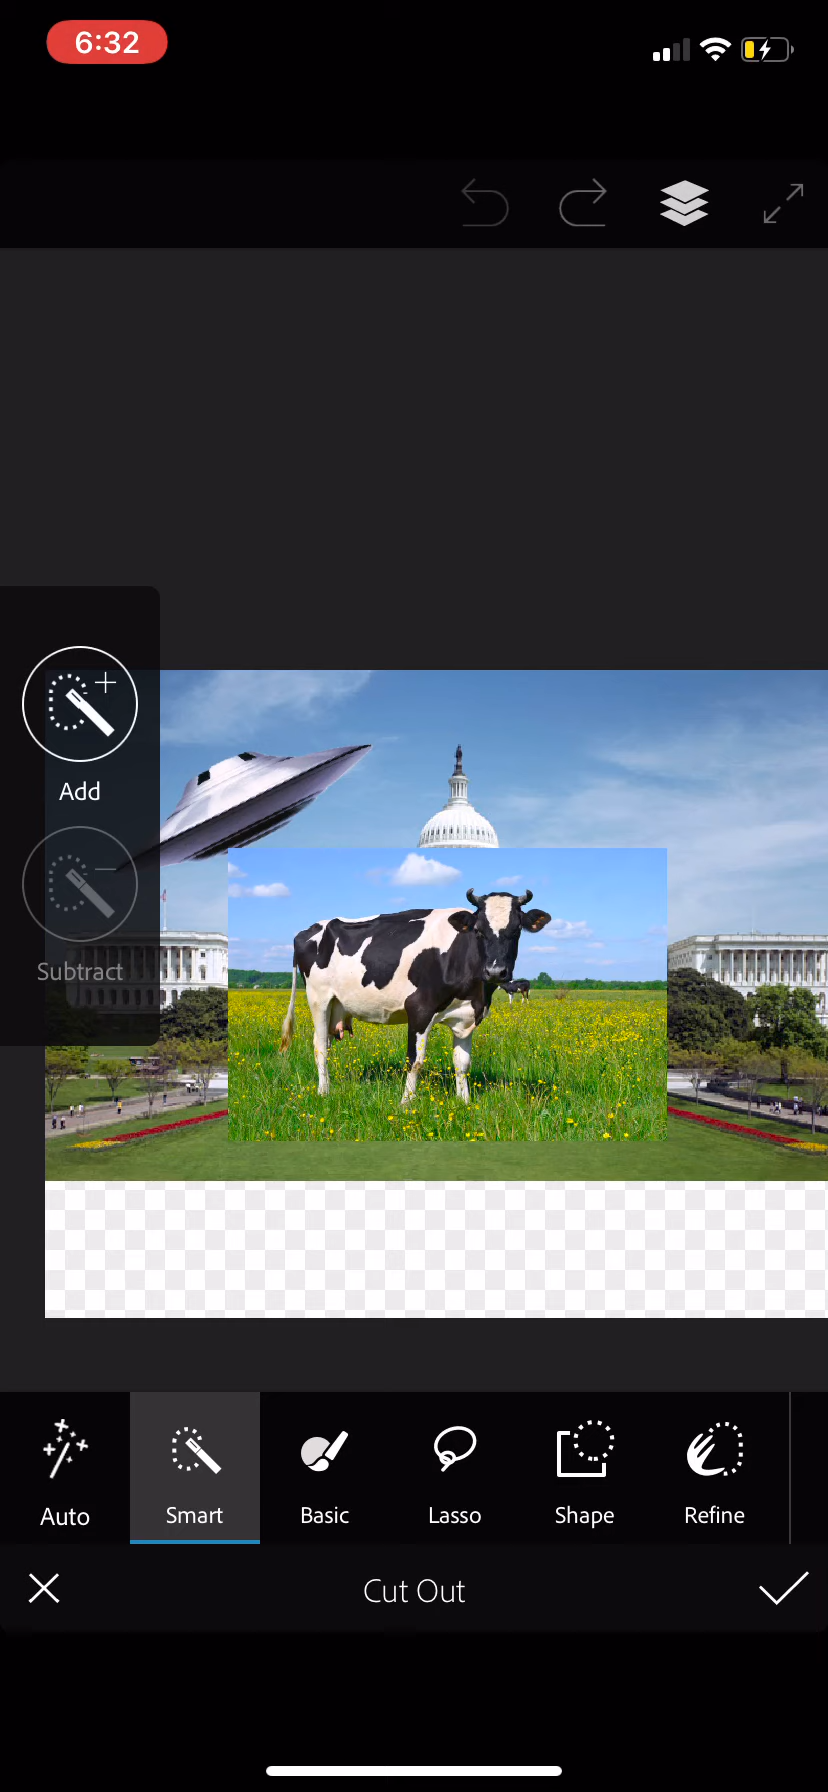 6:32
Add
Subtract
Auto
Smart
Basic
Lasso
Shape
Refine
Cut Out